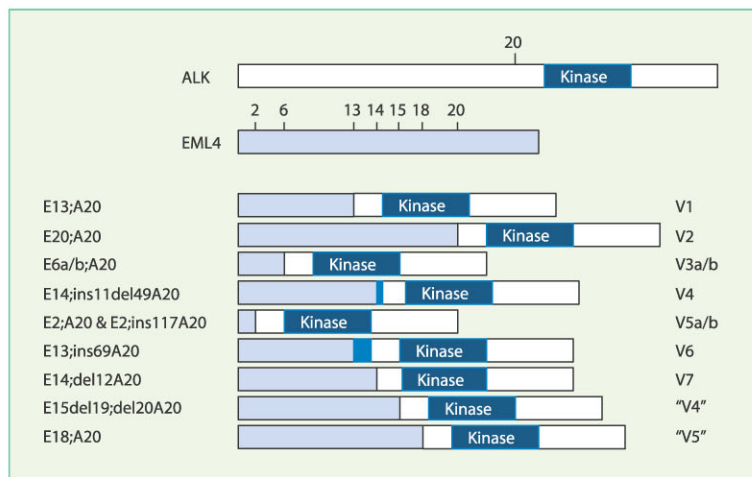 20
ALK Kinase
2 6 13 14 15 18 20
EML4
E13;A20 Kinase V1
E20;A20 Kinase V2
E6a/b;A20 Kinase V3a/b
E14;ins11del49A20 Kinase V4
E2;A20 & E2;ins117A20 Kinase V5a/b
E13;ins69A20 Kinase V6
E14;del12A20 Kinase V7
E15del19;del20A20 Kinase “V4”
E18;A20 Kinase “V5”